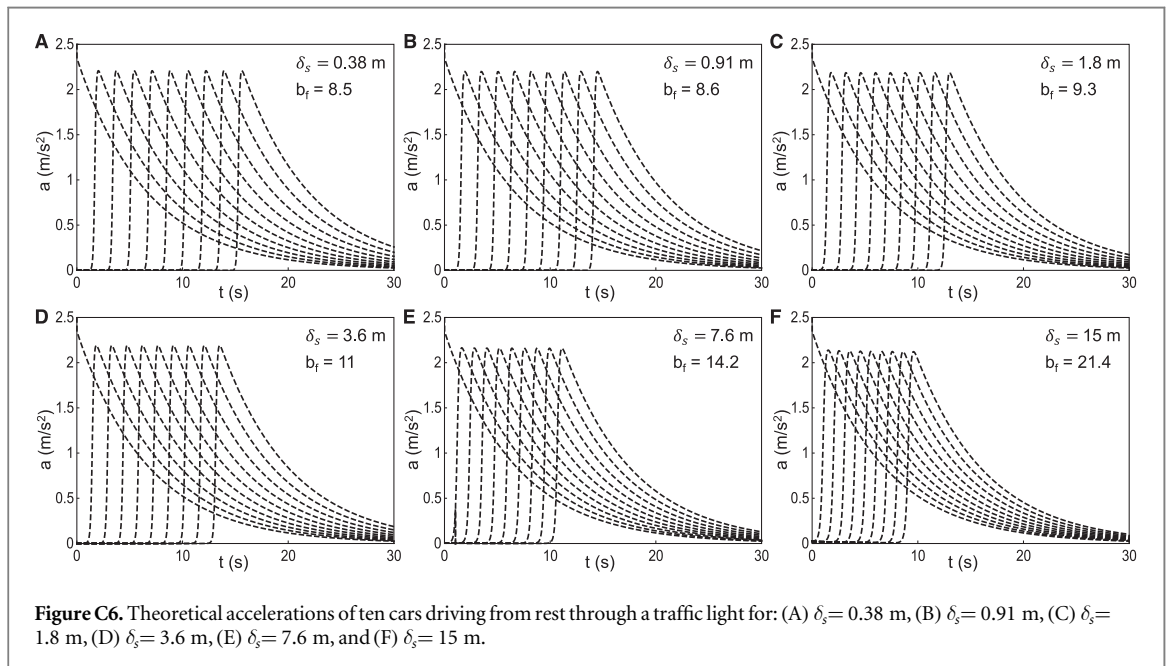 A
2.5
2
1.5
1
0.5
0
a (m/s²)
δs = 0.38 m
bf = 8.5
0 10 20 30
t (s)
B
2.5
2
1.5
1
0.5
0
a (m/s²)
δs = 0.91 m
bf = 8.6
0 10 20 30
t (s)
C
2.5
2
1.5
1
0.5
0
a (m/s²)
δs = 1.8 m
bf = 9.3
0 10 20 30
t (s)
D
2.5
2
1.5
1
0.5
0
a (m/s²)
δs = 3.6 m
bf = 11
0 10 20 30
t (s)
E
2.5
2
1.5
1
0.5
0
a (m/s²)
δs = 7.6 m
bf = 14.2
0 10 20 30
t (s)
F
2.5
2
1.5
1
0.5
0
a (m/s²)
δs = 15 m
bf = 21.4
0 10 20 30
t (s)
Figure C6. Theoretical accelerations of ten cars driving from rest through a traffic light for: (A) δs= 0.38 m, (B) δs= 0.91 m, (C) δs=
1.8 m, (D) δs= 3.6 m, (E) δs= 7.6 m, and (F) δs= 15 m.